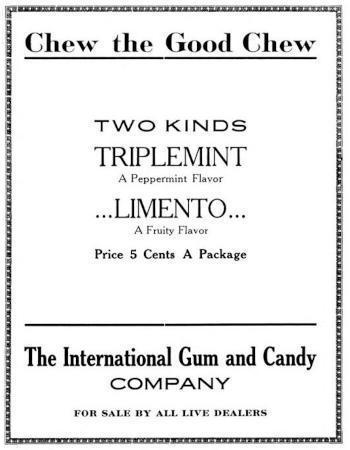 Chew the Good Chew
TWO KINDS
TRIPLEMINT
A Peppermint Flavor
...LIMENTO...
A Fruity Flavor
Price 5 Cents A Package
The International Gum and Candy
COMPANY
FOR SALE BY ALL LIVE DEALERS